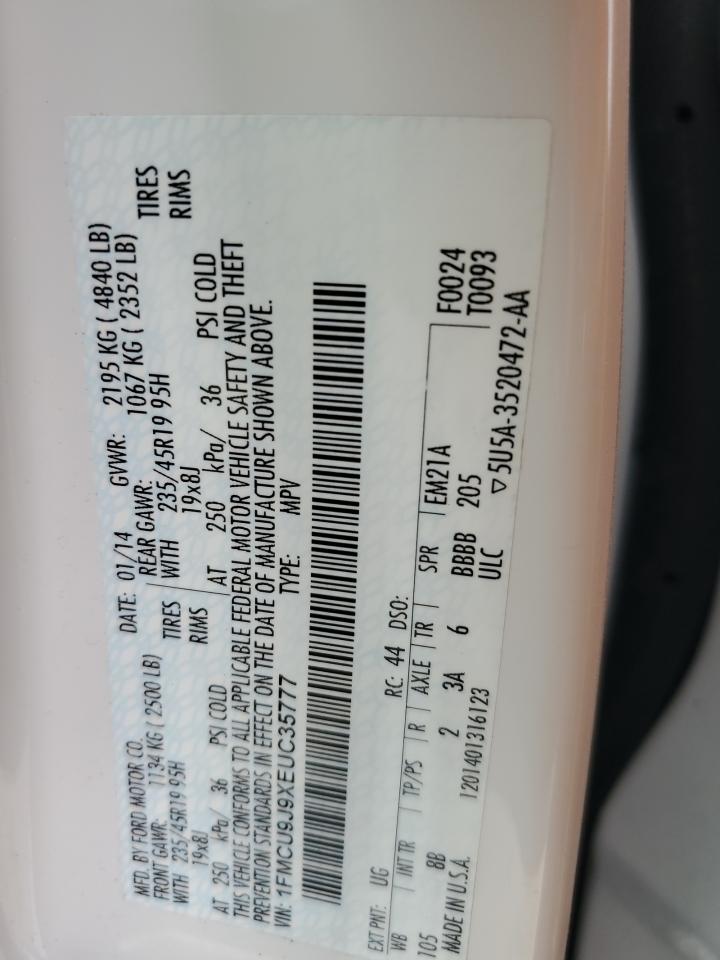 MFD. BY FORD MOTOR CO.
DATE: 01/14 GVWR: 2195 KG ( 4840 LB)
FRONT GAWR: 1134 KG ( 2500 LB) REAR GAWR: 1067 KG ( 2352 LB)
WITH 235/45R19 95H TIRES WITH 235/45R19 95H TIRES
19x8J RIMS 19x8J RIMS
AT 250 kPa/ 36 PSI COLD AT 250 kPa/ 36 PSI COLD
THIS VEHICLE CONFORMS TO ALL APPLICABLE FEDERAL MOTOR VEHICLE SAFETY AND THEFT
PREVENTION STANDARDS IN EFFECT ON THE DATE OF MANUFACTURE SHOWN ABOVE.
VIN: 1FMCU9J9XEUC35777 TYPE: MPV
EXT PNT: UG RC: 44 DSO:
WB INT TR TP/PS R AXLE TR SPR EM21A F0024
105 8B 2 3A 6 BBBB 205 T0093
MADE IN U.S.A. 1201401316123 ULC ▽5U5A-3520472-AA